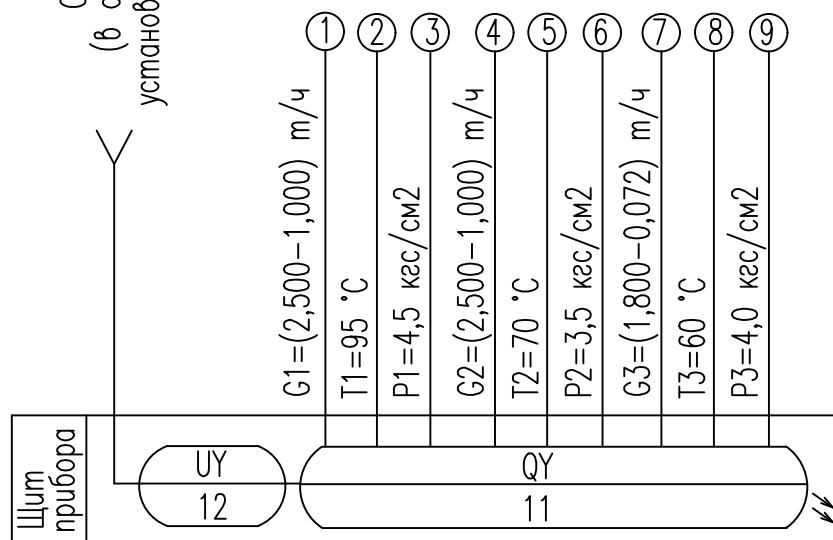 (в
установ
1 2 3 4 5 6 7 8 9
G1=(2,500-1,000) т/ч
T1=95 °C
P1=4,5 кгс/см2
G2=(2,500-1,000) т/ч
T2=70 °C
P2=3,5 кгс/см2
G3=(1,800-0,072) т/ч
T3=60 °C
P3=4,0 кгс/см2
Щит
прибора
UY
12
QY
11